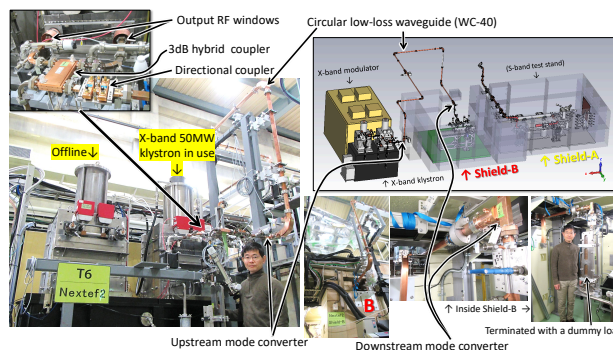 Output RF windows
3dB hybrid coupler
Directional coupler
Circular low-loss waveguide (WC-40)
X-band modulator
(S-band test stand)
↑ X-band klystron
↑ Shield-B
↑ Shield-A
Offline↓
X-band 50MW
klystron in use
↓
T6
Nextef2
B
↑ Inside Shield-B →
Terminated with a dummy loa
Upstream mode converter
Downstream mode converter